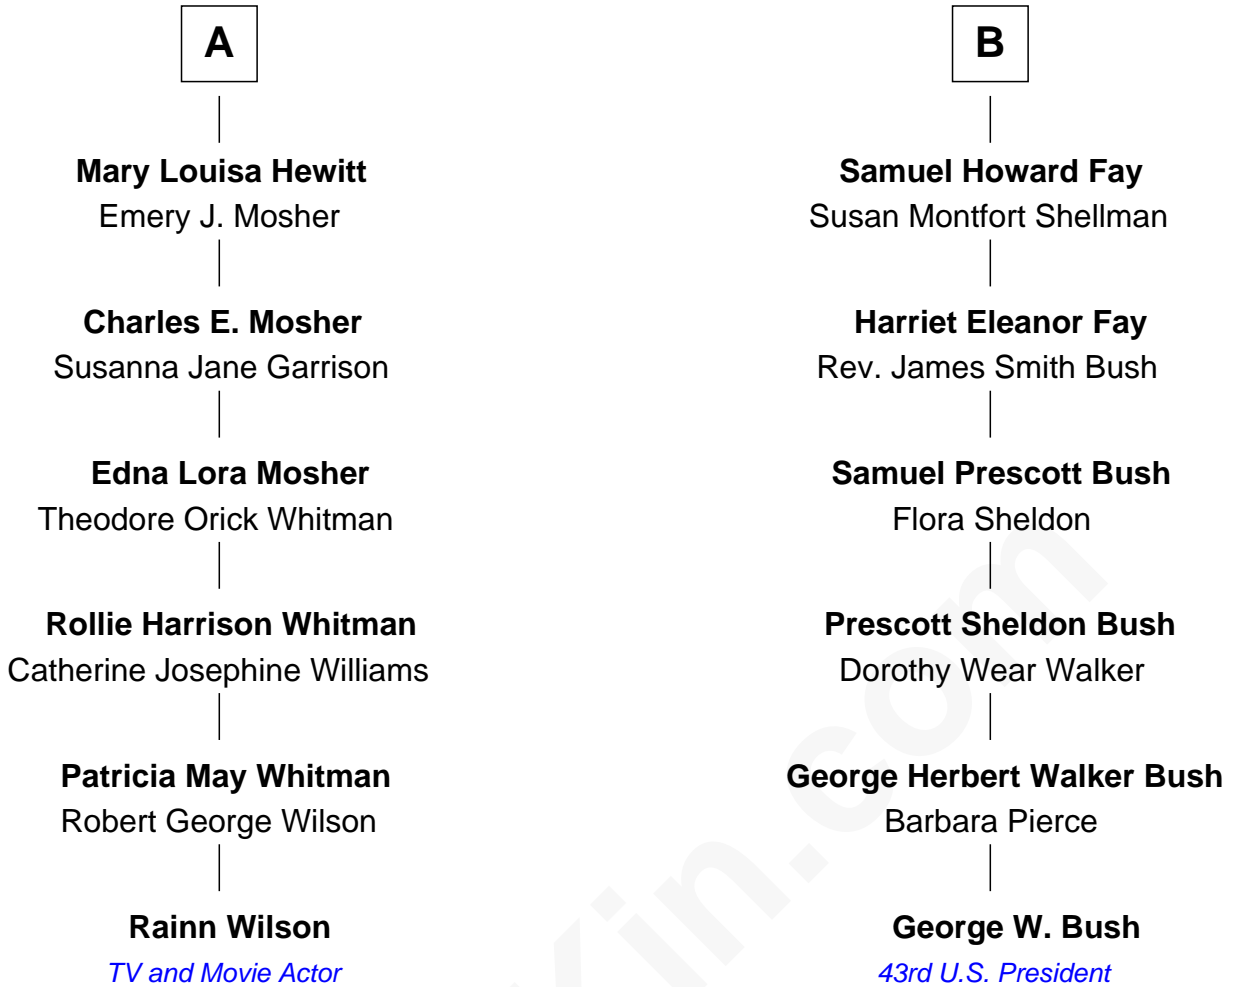 A
Mary Louisa Hewitt
Emery J. Mosher
Charles E. Mosher
Susanna Jane Garrison
Edna Lora Mosher
Theodore Orick Whitman
Rollie Harrison Whitman
Catherine Josephine Williams
Patricia May Whitman
Robert George Wilson
Rainn Wilson
TV and Movie Actor
B
Samuel Howard Fay
Susan Montfort Shellman
Harriet Eleanor Fay
Rev. James Smith Bush
Samuel Prescott Bush
Flora Sheldon
Prescott Sheldon Bush
Dorothy Wear Walker
George Herbert Walker Bush
Barbara Pierce
George W. Bush
43rd U.S. President
Kin.com